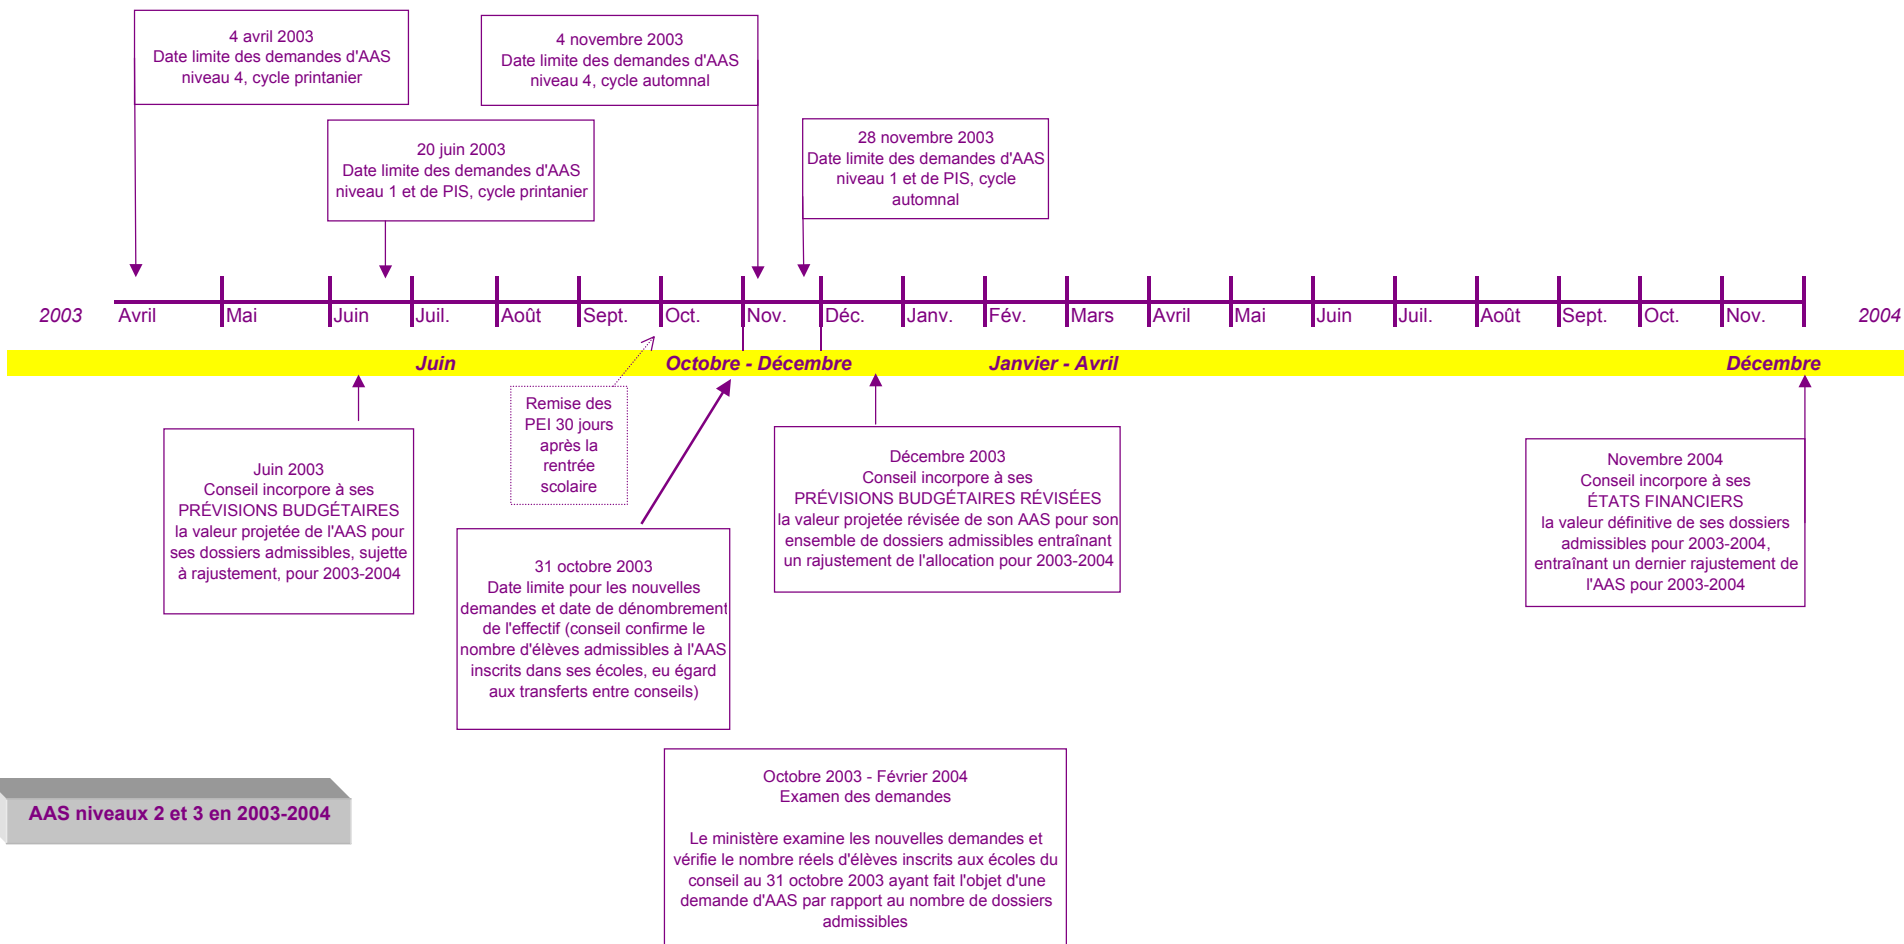 4 avril 2003
Date limite des demandes d'AAS
niveau 4, cycle printanier
4 novembre 2003
Date limite des demandes d'AAS
niveau 4, cycle automnal
20 juin 2003
Date limite des demandes d'AAS
niveau 1 et de PIS, cycle printanier
28 novembre 2003
Date limite des demandes d'AAS
niveau 1 et de PIS, cycle
automnal
2003 Avril Mai Juin Juil. Août Sept. Oct. Nov. Déc. Janv. Fév. Mars Avril Mai Juin Juil. Août Sept. Oct. Nov. 2004
Juin Octobre - Décembre Janvier - Avril Décembre
Remise des
PEI 30 jours
après la
rentrée
scolaire
Juin 2003
Conseil incorpore à ses
PRÉVISIONS BUDGÉTAIRES
la valeur projetée de l'AAS pour
ses dossiers admissibles, sujette
à rajustement, pour 2003-2004
31 octobre 2003
Date limite pour les nouvelles
demandes et date de dénombrement
de l'effectif (conseil confirme le
nombre d'élèves admissibles à l'AAS
inscrits dans ses écoles, eu égard
aux transferts entre conseils)
Décembre 2003
Conseil incorpore à ses
PRÉVISIONS BUDGÉTAIRES RÉVISÉES
la valeur projetée révisée de son AAS pour son
ensemble de dossiers admissibles entraînant
un rajustement de l'allocation pour 2003-2004
Novembre 2004
Conseil incorpore à ses
ÉTATS FINANCIERS
la valeur définitive de ses dossiers
admissibles pour 2003-2004,
entraînant un dernier rajustement de
l'AAS pour 2003-2004
AAS niveaux 2 et 3 en 2003-2004
Octobre 2003 - Février 2004
Examen des demandes
Le ministère examine les nouvelles demandes et
vérifie le nombre réels d'élèves inscrits aux écoles du
conseil au 31 octobre 2003 ayant fait l'objet d'une
demande d'AAS par rapport au nombre de dossiers
admissibles